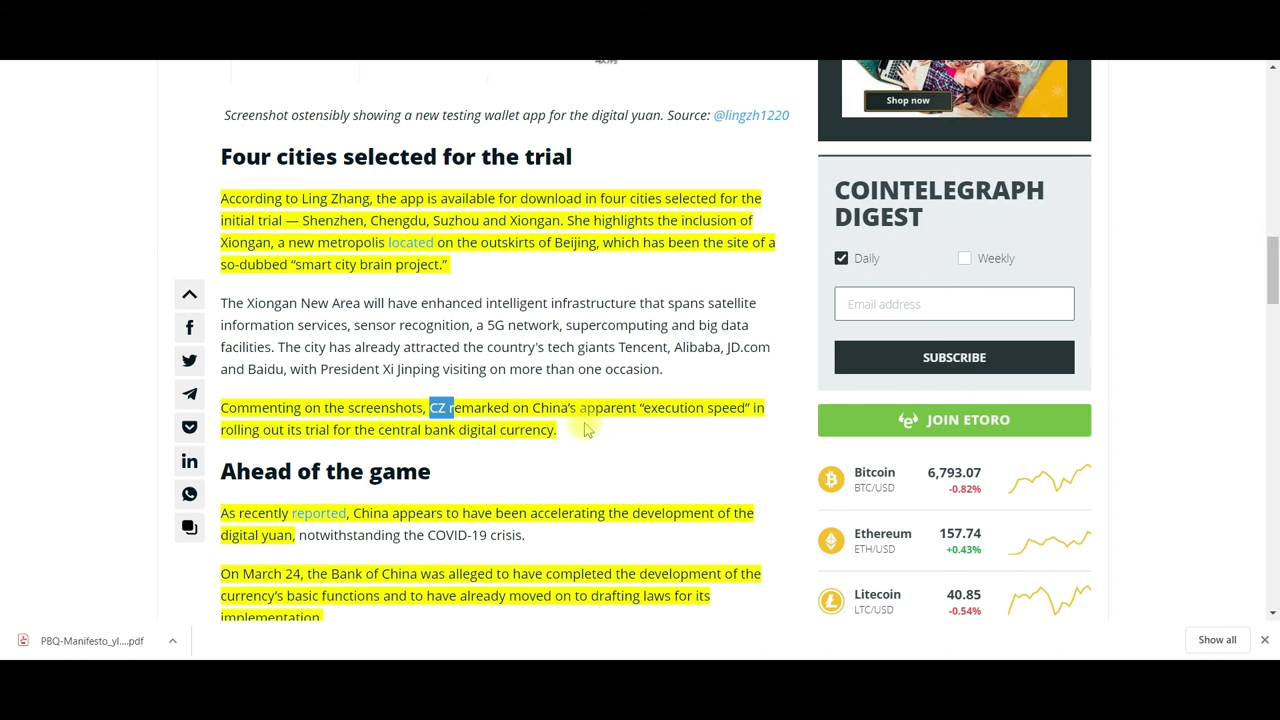 Screenshot ostensibly showing a new testing wallet app for the digital yuan. Source: @lingzh1220
Four cities selected for the trial
According to Ling Zhang, the app is available for download in four cities selected for the
initial trial — Shenzhen, Chengdu, Suzhou and Xiongan. She highlights the inclusion of
Xiongan, a new metropolis located on the outskirts of Beijing, which has been the site of a
so-dubbed “smart city brain project.”
The Xiongan New Area will have enhanced intelligent infrastructure that spans satellite
information services, sensor recognition, a 5G network, supercomputing and big data
facilities. The city has already attracted the country's tech giants Tencent, Alibaba, JD.com
and Baidu, with President Xi Jinping visiting on more than one occasion.
Commenting on the screenshots, CZ remarked on China’s apparent “execution speed” in
rolling out its trial for the central bank digital currency.
Ahead of the game
As recently reported, China appears to have been accelerating the development of the
digital yuan, notwithstanding the COVID-19 crisis.
On March 24, the Bank of China was alleged to have completed the development of the
currency’s basic functions and to have already moved on to drafting laws for its
implementation.
Shop now
COINTELEGRAPH
DIGEST
Daily
Weekly
Email address
SUBSCRIBE
JOIN ETORO
Bitcoin 6,793.07
BTC/USD -0.82%
Ethereum 157.74
ETH/USD +0.43%
Litecoin 40.85
LTC/USD -0.54%
PBQ-Manifesto_yl....pdf
Show all